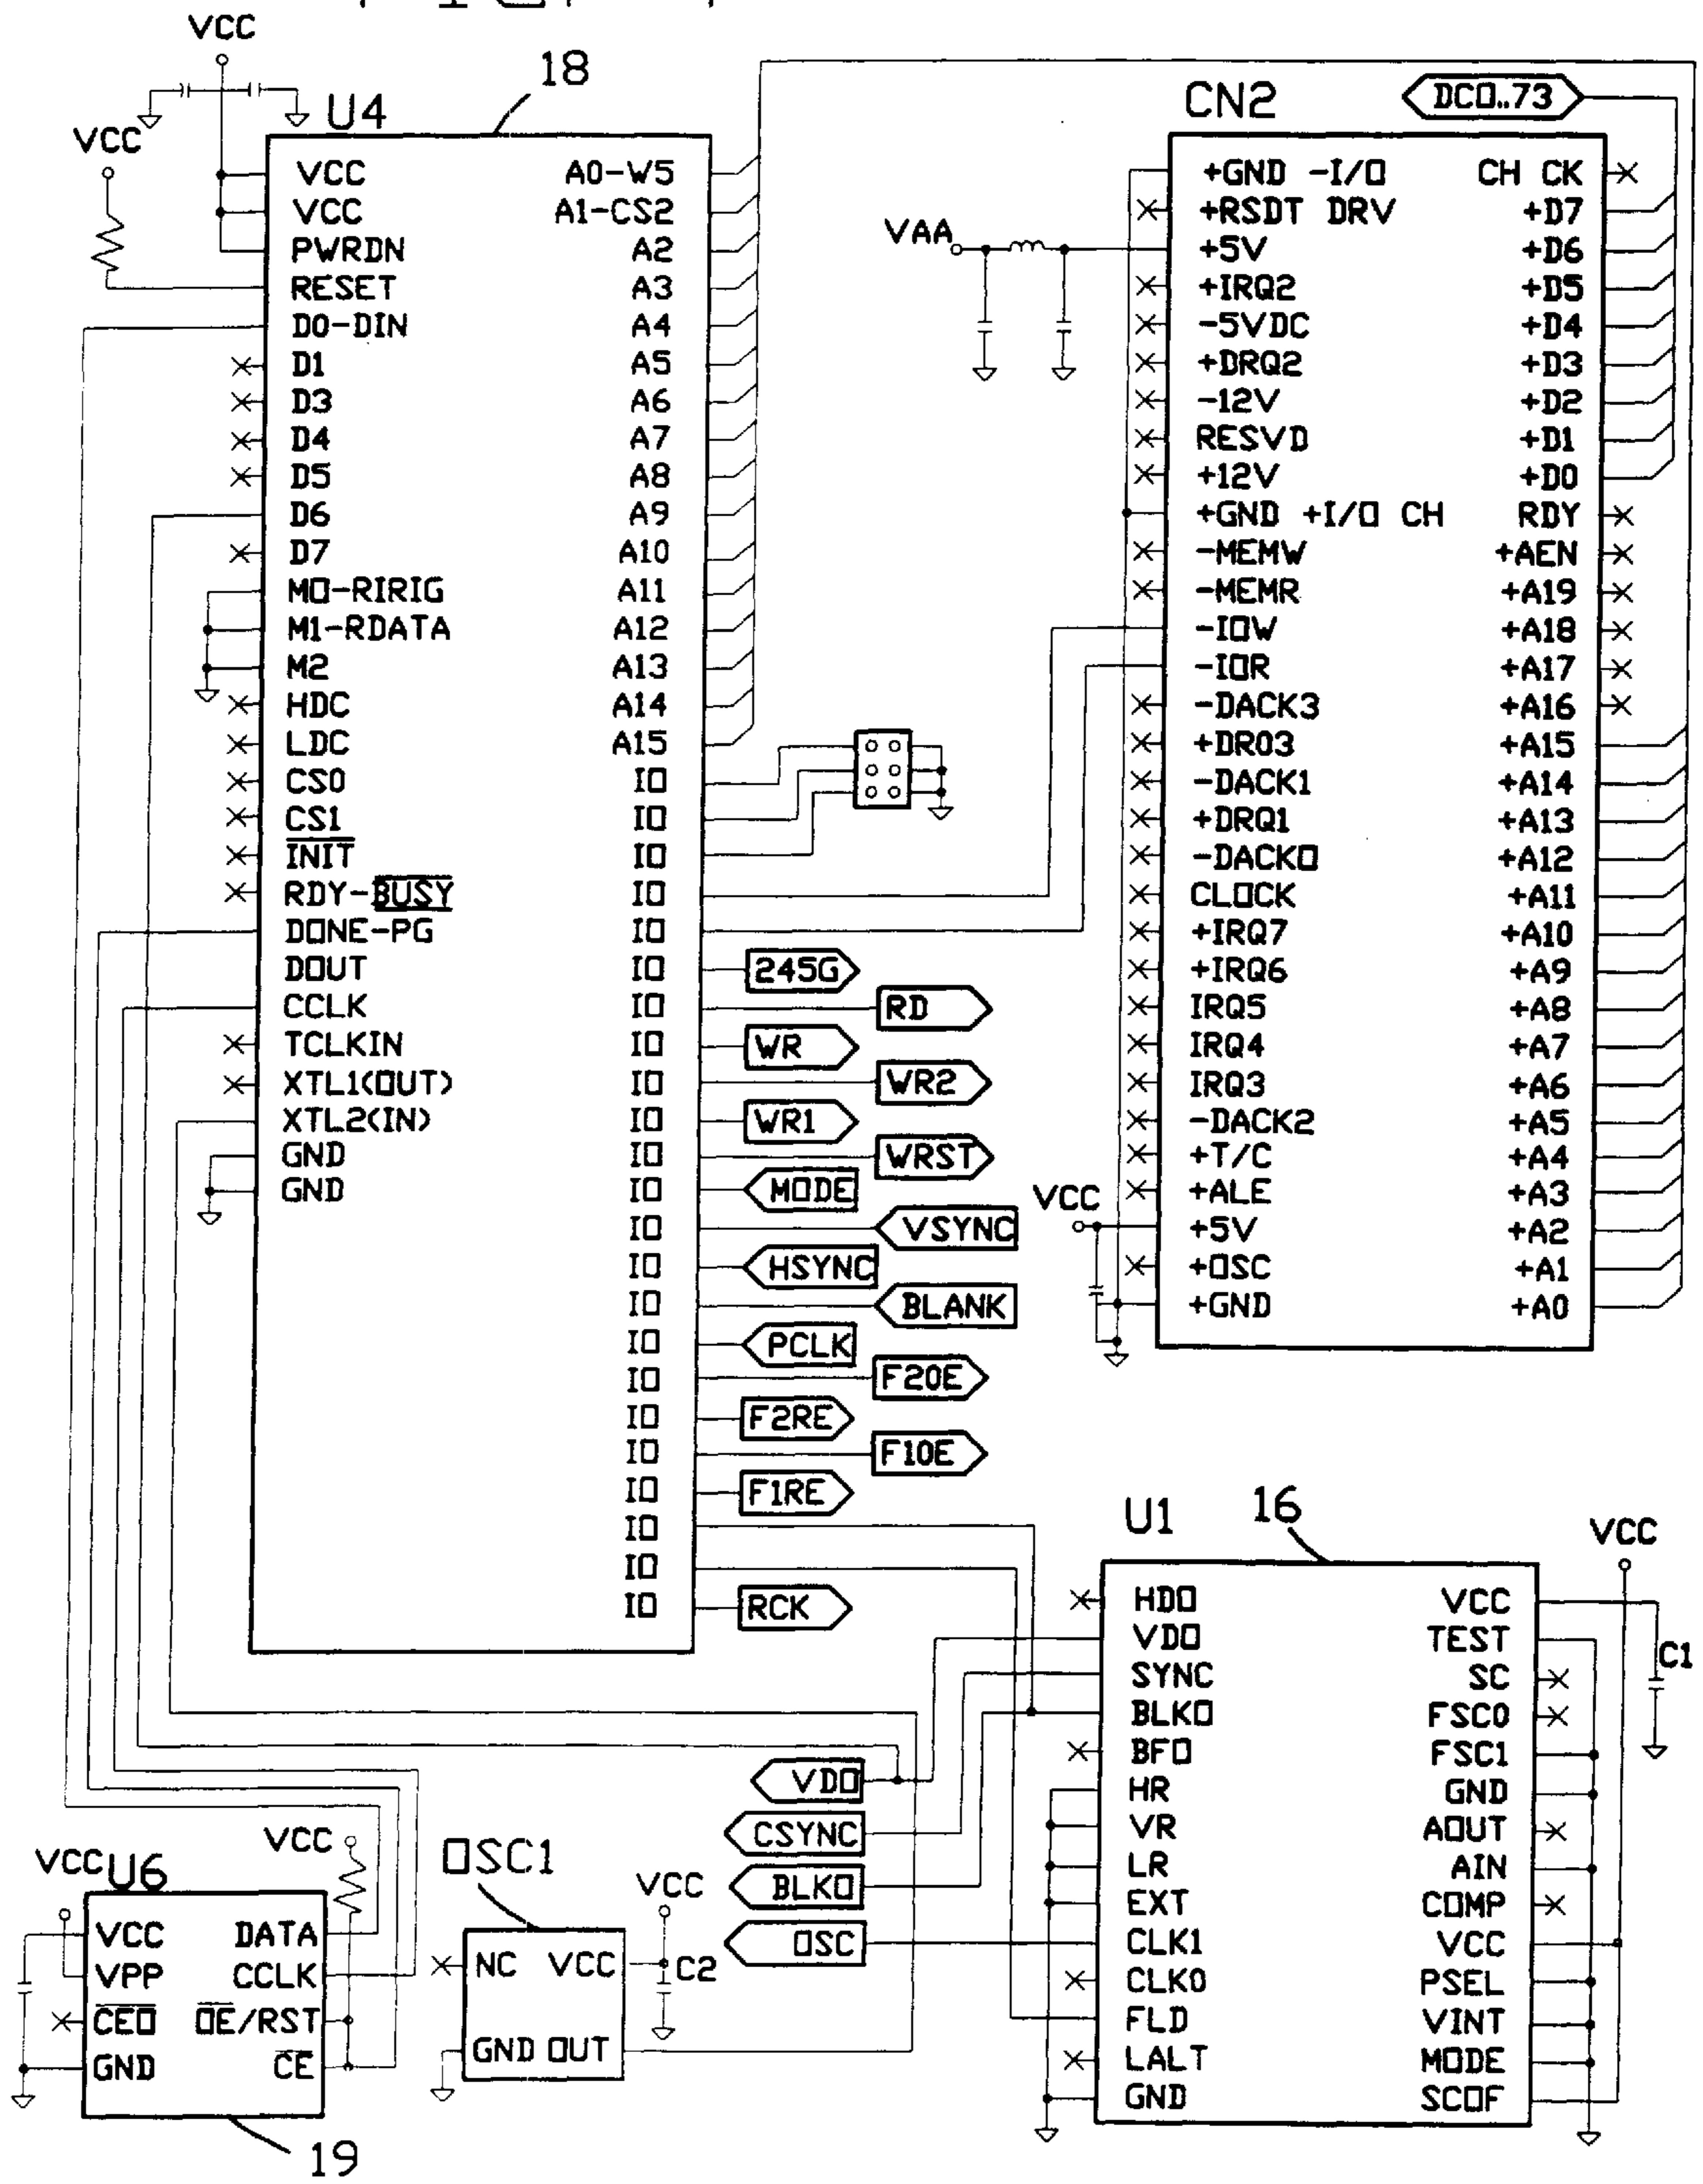 VCC
18
VCC
U4
VCC A0-W5
VCC A1-CS2
PWRDN A2
RESET A3
D0-DIN A4
D1 A5
D3 A6
D4 A7
D5 A8
D6 A9
D7 A10
M0-RIRIG A11
M1-RDATA A12
M2 A13
HDC A14
LDC A15
CS0 IO
CS1 IO
INIT IO
RDY-BUSY IO
DONE-PG IO
DOUT IO 245G
CCLK IO RD
TCLKIN IO WR
XTL1(OUT) IO WR2
XTL2(IN) IO WR1
GND IO WRST
GND IO MODE
IO VSYNC
IO HSYNC
IO BLANK
IO PCLK
IO F20E
IO F2RE
IO F10E
IO F1RE
IO
IO
IO RCK
CN2
DC0..73
VAA
VCC
+GND -I/O CH CK
+RSDT DRV +D7
+5V +D6
+IRQ2 +D5
-5VDC +D4
+DRQ2 +D3
-12V +D2
RESVD +D1
+12V +D0
+GND +I/O CH RDY
-MEMW +AEN
-MEMR +A19
-IOW +A18
-IOR +A17
-DACK3 +A16
+DRO3 +A15
-DACK1 +A14
+DRQ1 +A13
-DACK0 +A12
CLOCK +A11
+IRQ7 +A10
+IRQ6 +A9
IRQ5 +A8
IRQ4 +A7
IRQ3 +A6
-DACK2 +A5
+T/C +A4
+ALE +A3
+5V +A2
+OSC +A1
+GND +A0
U1
16
VCC
HDO VCC
VDO TEST
C1
SYNC SC
BLKO FSC0
BFO FSC1
HR GND
VR AOUT
LR AIN
EXT COMP
CLK1 VCC
CLK0 PSEL
FLD VINT
LALT MODE
GND SCOF
VDO
CSYNC
BLKO
OSC
VCC
VCC
U6
VCC DATA
VPP CCLK
CEO OE/RST
GND CE
19
OSC1
VCC
NC VCC
C2
GND OUT